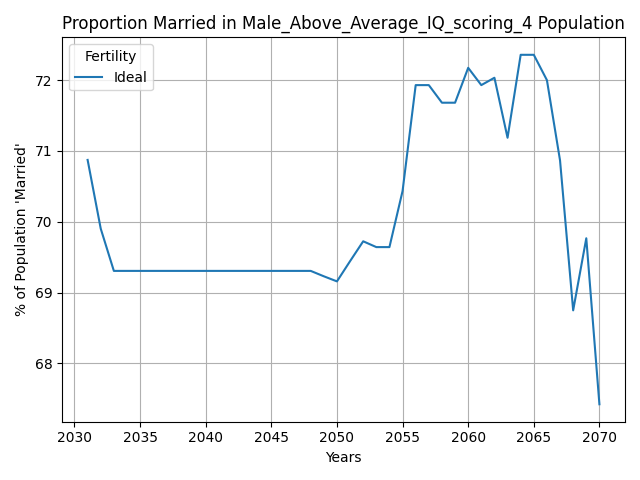 Proportion Married in Male_Above_Average_IQ_scoring_4 Population
Fertility
Ideal
% of Population 'Married'
72
71
70
69
68
2030 2035 2040 2045 2050 2055 2060 2065 2070
Years